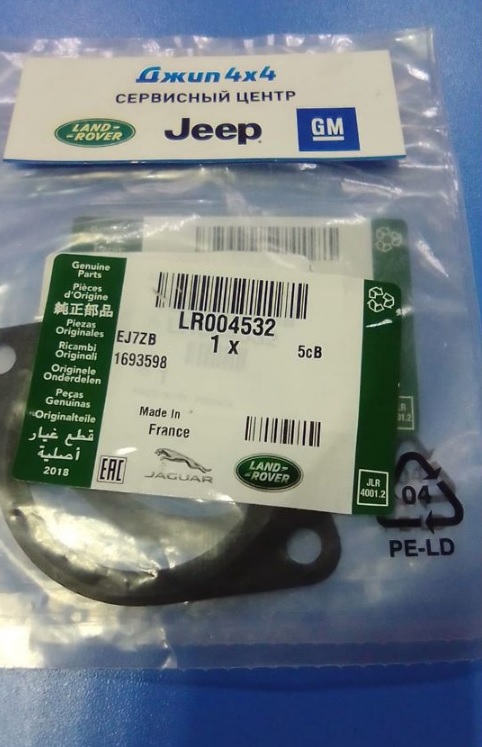 Джип 4x4
СЕРВИСНЫЙ ЦЕНТР
LAND-
-ROVER
Jeep
GM
Genuine
Parts
Pièces
d'Origine
純正部品
Piezas
Originales
Ricambi
Originali
Originele
Onderdelen
Peças
Genuínas
Originalteile
قطع غيار
أصلية
2018
LR004532
1 x
5cB
EJ7ZB
1693598
Made In
France
EAC
JAGUAR
LAND-
-ROVER
JLR
4001.2
04
PE-LD